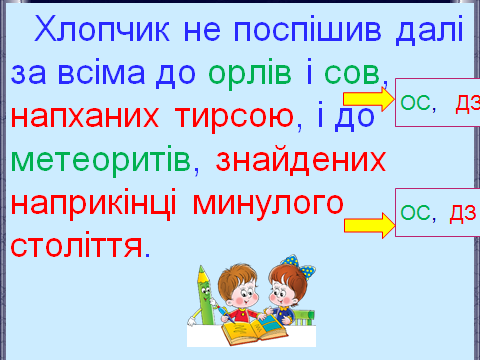 Хлопчик не поспішив далі
за всіма до орлів і сов,
ОС, ДЗ
напханих тирсою, і до
метеоритів, знайдених
наприкінці минулого
ОС, ДЗ
століття.